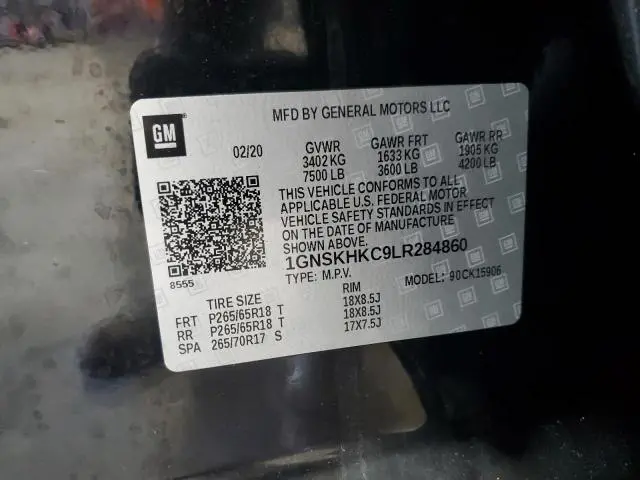 MFD BY GENERAL MOTORS LLC
GM
02/20 GVWR GAWR FRT GAWR RR
3402 KG 1633 KG 1905 KG
7500 LB 3600 LB 4200 LB
THIS VEHICLE CONFORMS TO ALL
APPLICABLE U.S. FEDERAL MOTOR
VEHICLE SAFETY STANDARDS IN EFFECT
ON THE DATE OF MANUFACTURE
SHOWN ABOVE.
1GNSKHKC9LR284860
8555
TYPE: M.P.V. MODEL: 90CK15906
TIRE SIZE RIM
FRT P265/65R18 T 18X8.5J
RR P265/65R18 T 18X8.5J
SPA 265/70R17 S 17X7.5J